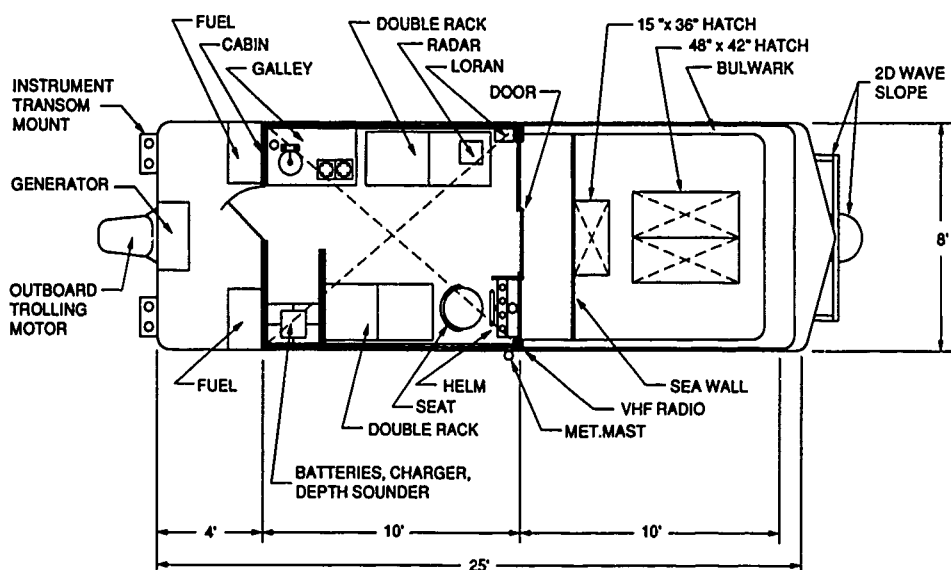 FUEL
CABIN
GALLEY
DOUBLE RACK
RADAR
LORAN
DOOR
15 "x 36" HATCH
48" x 42" HATCH
BULWARK
2D WAVE
SLOPE
INSTRUMENT
TRANSOM
MOUNT
GENERATOR
8'
OUTBOARD
TROLLING
MOTOR
FUEL
HELM
SEAT
DOUBLE RACK
SEA WALL
VHF RADIO
MET.MAST
BATTERIES, CHARGER,
DEPTH SOUNDER
4'
10'
10'
25'